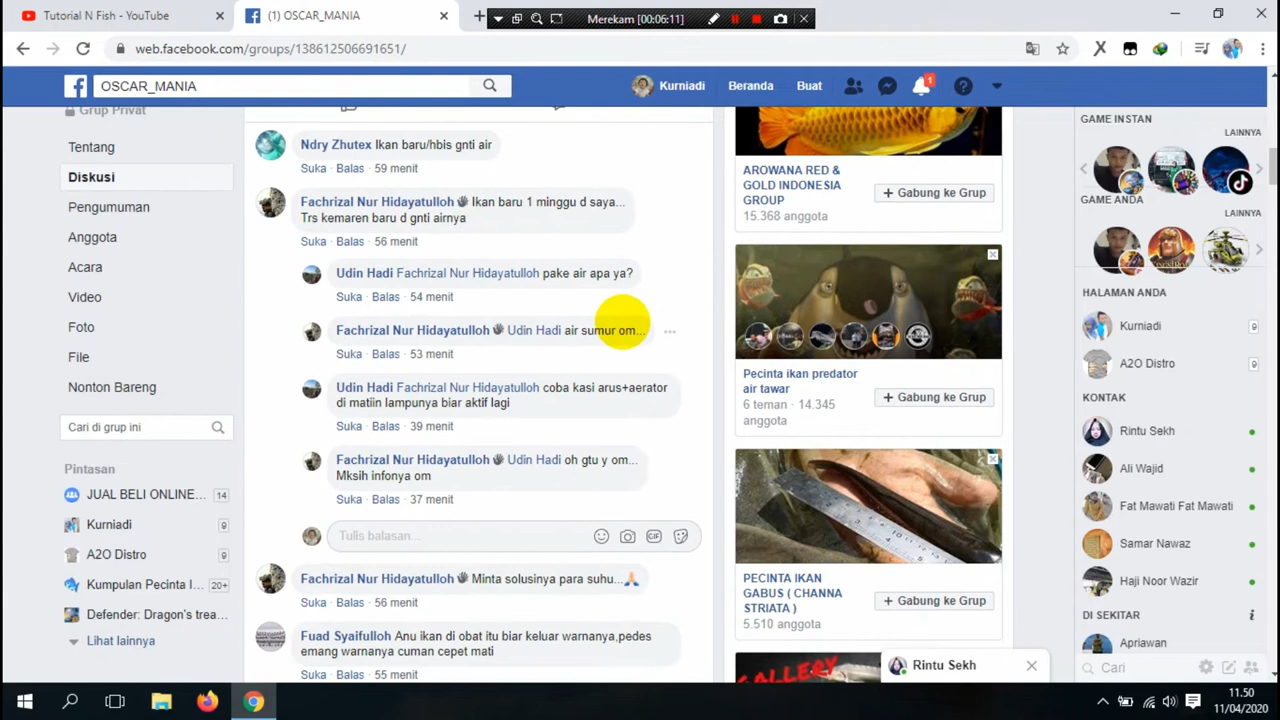 Tutorial N Fish - YouTube
(1) OSCAR_MANIA
Merekam [00:06:11]
web.facebook.com/groups/138612506691651/
OSCAR_MANIA
Kurniadi
Beranda
Buat
1
Grup Privat
Tentang
Diskusi
Pengumuman
Anggota
Acara
Video
Foto
File
Nonton Bareng
Cari di grup ini
Pintasan
JUAL BELI ONLINE... 14
Kurniadi 9
A2O Distro 9
Kumpulan Pecinta I... 20+
Defender: Dragon's trea...
Lihat lainnya
Ndry Zhutex Ikan baru/hbis gnti air
Suka · Balas · 59 menit
Fachrizal Nur Hidayatulloh Ikan baru 1 minggu d saya...
Trs kemaren baru d gnti airnya
Suka · Balas · 56 menit
Udin Hadi Fachrizal Nur Hidayatulloh pake air apa ya?
Suka · Balas · 54 menit
Fachrizal Nur Hidayatulloh Udin Hadi air sumur om...
Suka · Balas · 53 menit
Udin Hadi Fachrizal Nur Hidayatulloh coba kasi arus+aerator
di matiin lampunya biar aktif lagi
Suka · Balas · 39 menit
Fachrizal Nur Hidayatulloh Udin Hadi oh gtu y om...
Mksih infonya om
Suka · Balas · 37 menit
Tulis balasan...
GIF
Fachrizal Nur Hidayatulloh Minta solusinya para suhu...🙏
Suka · Balas · 56 menit
Fuad Syaifulloh Anu ikan di obat itu biar keluar warnanya,pedes
emang warnanya cuman cepet mati
Suka · Balas · 55 menit
AROWANA RED &
GOLD INDONESIA
GROUP
15.368 anggota
+ Gabung ke Grup
Pecinta ikan predator
air tawar
6 teman · 14.345
anggota
+ Gabung ke Grup
PECINTA IKAN
GABUS ( CHANNA
STRIATA )
5.510 anggota
+ Gabung ke Grup
GALLERY
GAME INSTAN
LAINNYA
GAME ANDA
LAINNYA
HALAMAN ANDA
Kurniadi 9
A2O Distro 9
KONTAK
Rintu Sekh
Ali Wajid
Fat Mawati Fam Mawati
Samar Nawaz
Haji Noor Wazir
DI SEKITAR
Apriawan
Cari
Rintu Sekh
11.50
11/04/2020